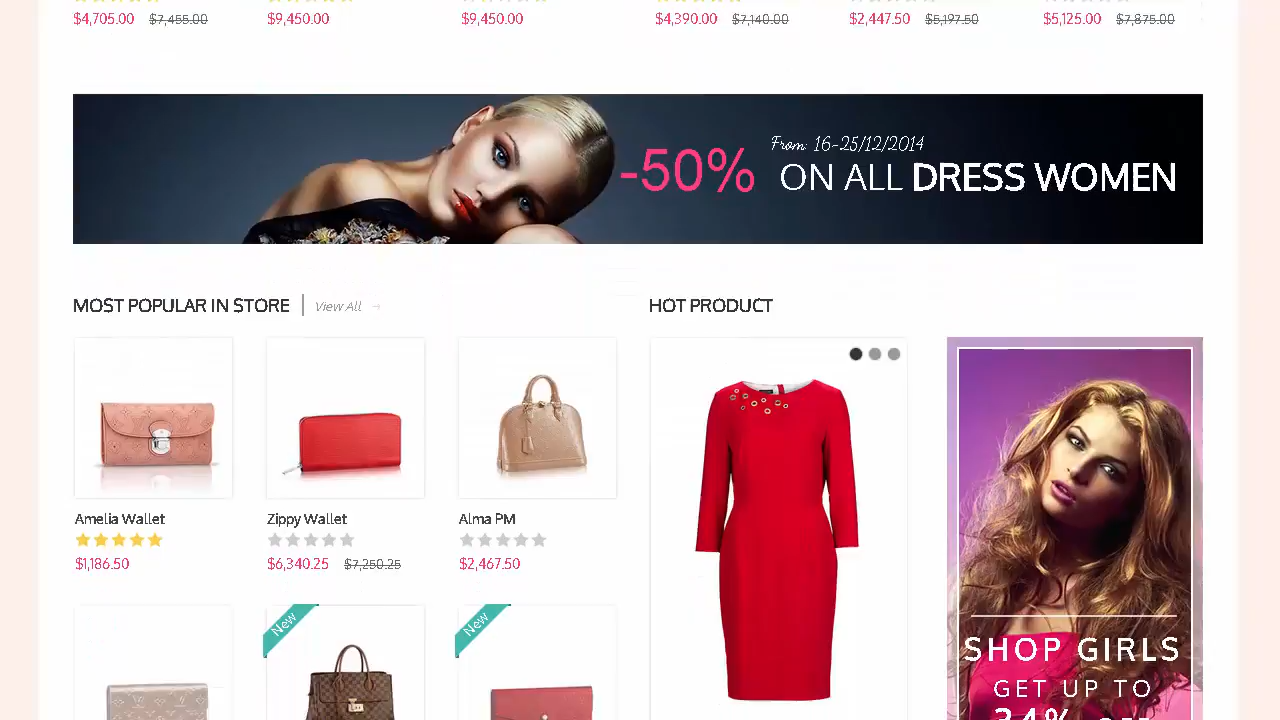 $4,705.00 $7,455.00 $9,450.00 $9,450.00 $4,390.00 $7,140.00 $2,447.50 $5,197.50 $5,125.00 $7,875.00
From: 16-25/12/2014
-50% ON ALL DRESS WOMEN
MOST POPULAR IN STORE View All →
HOT PRODUCT
Amelia Wallet Zippy Wallet Alma PM
$1,186.50 $6,340.25 $7,250.25 $2,467.50
New New
SHOP GIRLS
GET UP TO
34% OFF